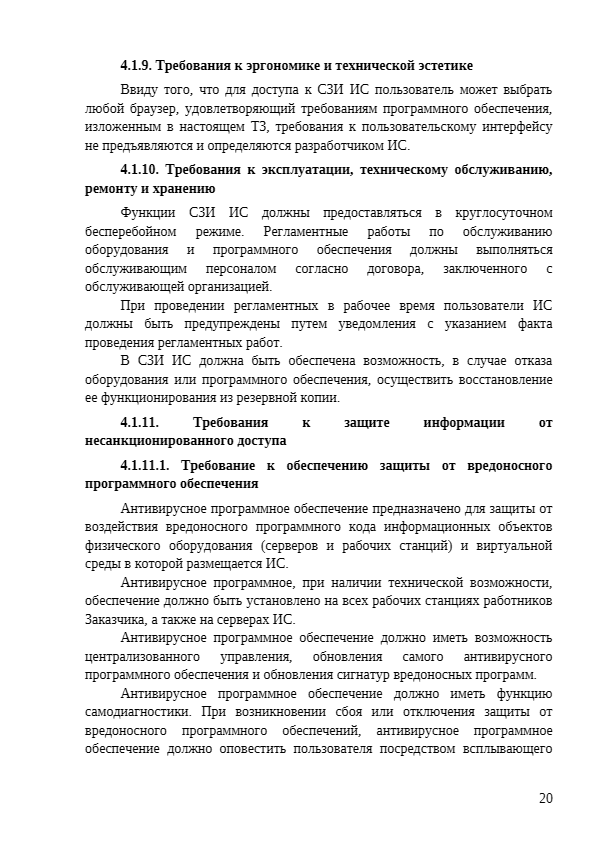 4.1.9. Требования к эргономике и технической эстетике
Ввиду того, что для доступа к СЗИ ИС пользователь может выбрать
любой браузер, удовлетворяющий требованиям программного обеспечения,
изложенным в настоящем ТЗ, требования к пользовательскому интерфейсу
не предъявляются и определяются разработчиком ИС.
4.1.10. Требования к эксплуатации, техническому обслуживанию,
ремонту и хранению
Функции СЗИ ИС должны предоставляться в круглосуточном
бесперебойном режиме. Регламентные работы по обслуживанию
оборудования и программного обеспечения должны выполняться
обслуживающим персоналом согласно договора, заключенного с
обслуживающей организацией.
При проведении регламентных в рабочее время пользователи ИС
должны быть предупреждены путем уведомления с указанием факта
проведения регламентных работ.
В СЗИ ИС должна быть обеспечена возможность, в случае отказа
оборудования или программного обеспечения, осуществить восстановление
ее функционирования из резервной копии.
4.1.11. Требования к защите информации от
несанкционированного доступа
4.1.11.1. Требование к обеспечению защиты от вредоносного
программного обеспечения
Антивирусное программное обеспечение предназначено для защиты от
воздействия вредоносного программного кода информационных объектов
физического оборудования (серверов и рабочих станций) и виртуальной
среды в которой размещается ИС.
Антивирусное программное, при наличии технической возможности,
обеспечение должно быть установлено на всех рабочих станциях работников
Заказчика, а также на серверах ИС.
Антивирусное программное обеспечение должно иметь возможность
централизованного управления, обновления самого антивирусного
программного обеспечения и обновления сигнатур вредоносных программ.
Антивирусное программное обеспечение должно иметь функцию
самодиагностики. При возникновении сбоя или отключения защиты от
вредоносного программного обеспечений, антивирусное программное
обеспечение должно оповестить пользователя посредством всплывающего
20